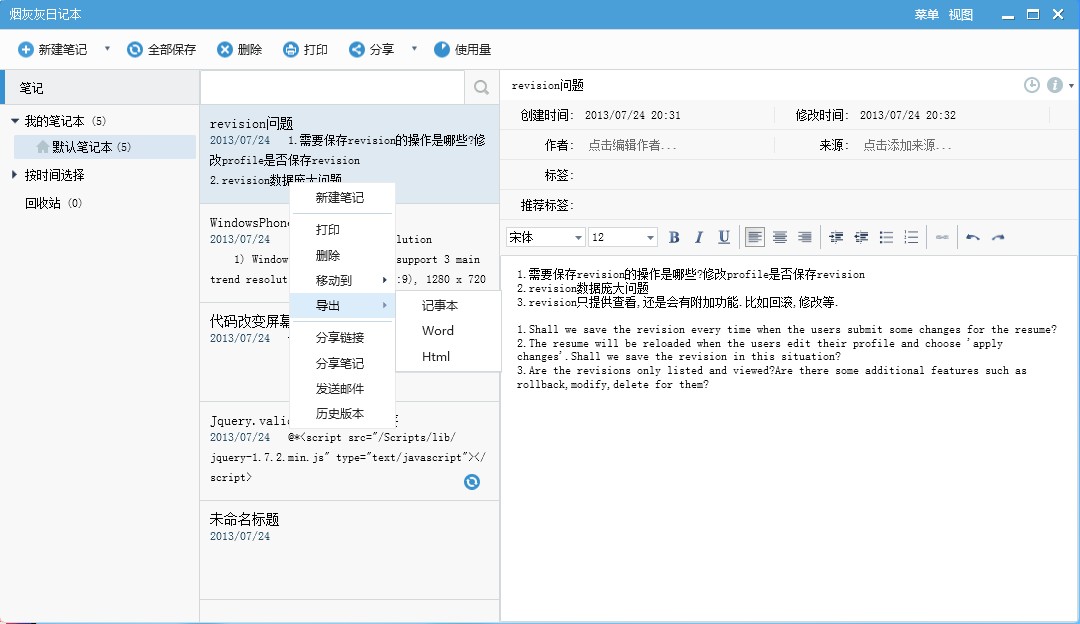 烟灰灰日记本
菜单 视图
新建笔记 全部保存 删除 打印 分享 使用量
笔记
我的笔记本 (5)
默认笔记本 (5)
按时间选择
回收站 (0)
revision问题
2013/07/24 1.需要保存revision的操作是哪些?修
改profile是否保存revision
2.revision数据庞大问题
WindowsPhon
2013/07/24 lution
1) Window support 3 main
trend resolut :9), 1280 x 720
代码改变屏幕
2013/07/24
Jquery.vali
2013/07/24 @*<script src="/Scripts/lib/
jquery-1.7.2.min.js" type="text/javascript"></
script>
未命名标题
2013/07/24
新建笔记
打印
删除
移动到
导出
分享链接
分享笔记
发送邮件
历史版本
记事本
Word
Html
revision问题
创建时间: 2013/07/24 20:31 修改时间: 2013/07/24 20:32
作者: 点击编辑作者... 来源: 点击添加来源...
标签:
推荐标签:
宋体 12 B I U
1.需要保存revision的操作是哪些?修改profile是否保存revision
2.revision数据庞大问题
3.revision只提供查看,还是会有附加功能.比如回滚,修改等.
1.Shall we save the revision every time when the users submit some changes for the resume?
2.The resume will be reloaded when the users edit their profile and choose 'apply
changes'.Shall we save the revision in this situation?
3.Are the revisions only listed and viewed?Are there some additional features such as
rollback,modify,delete for them?